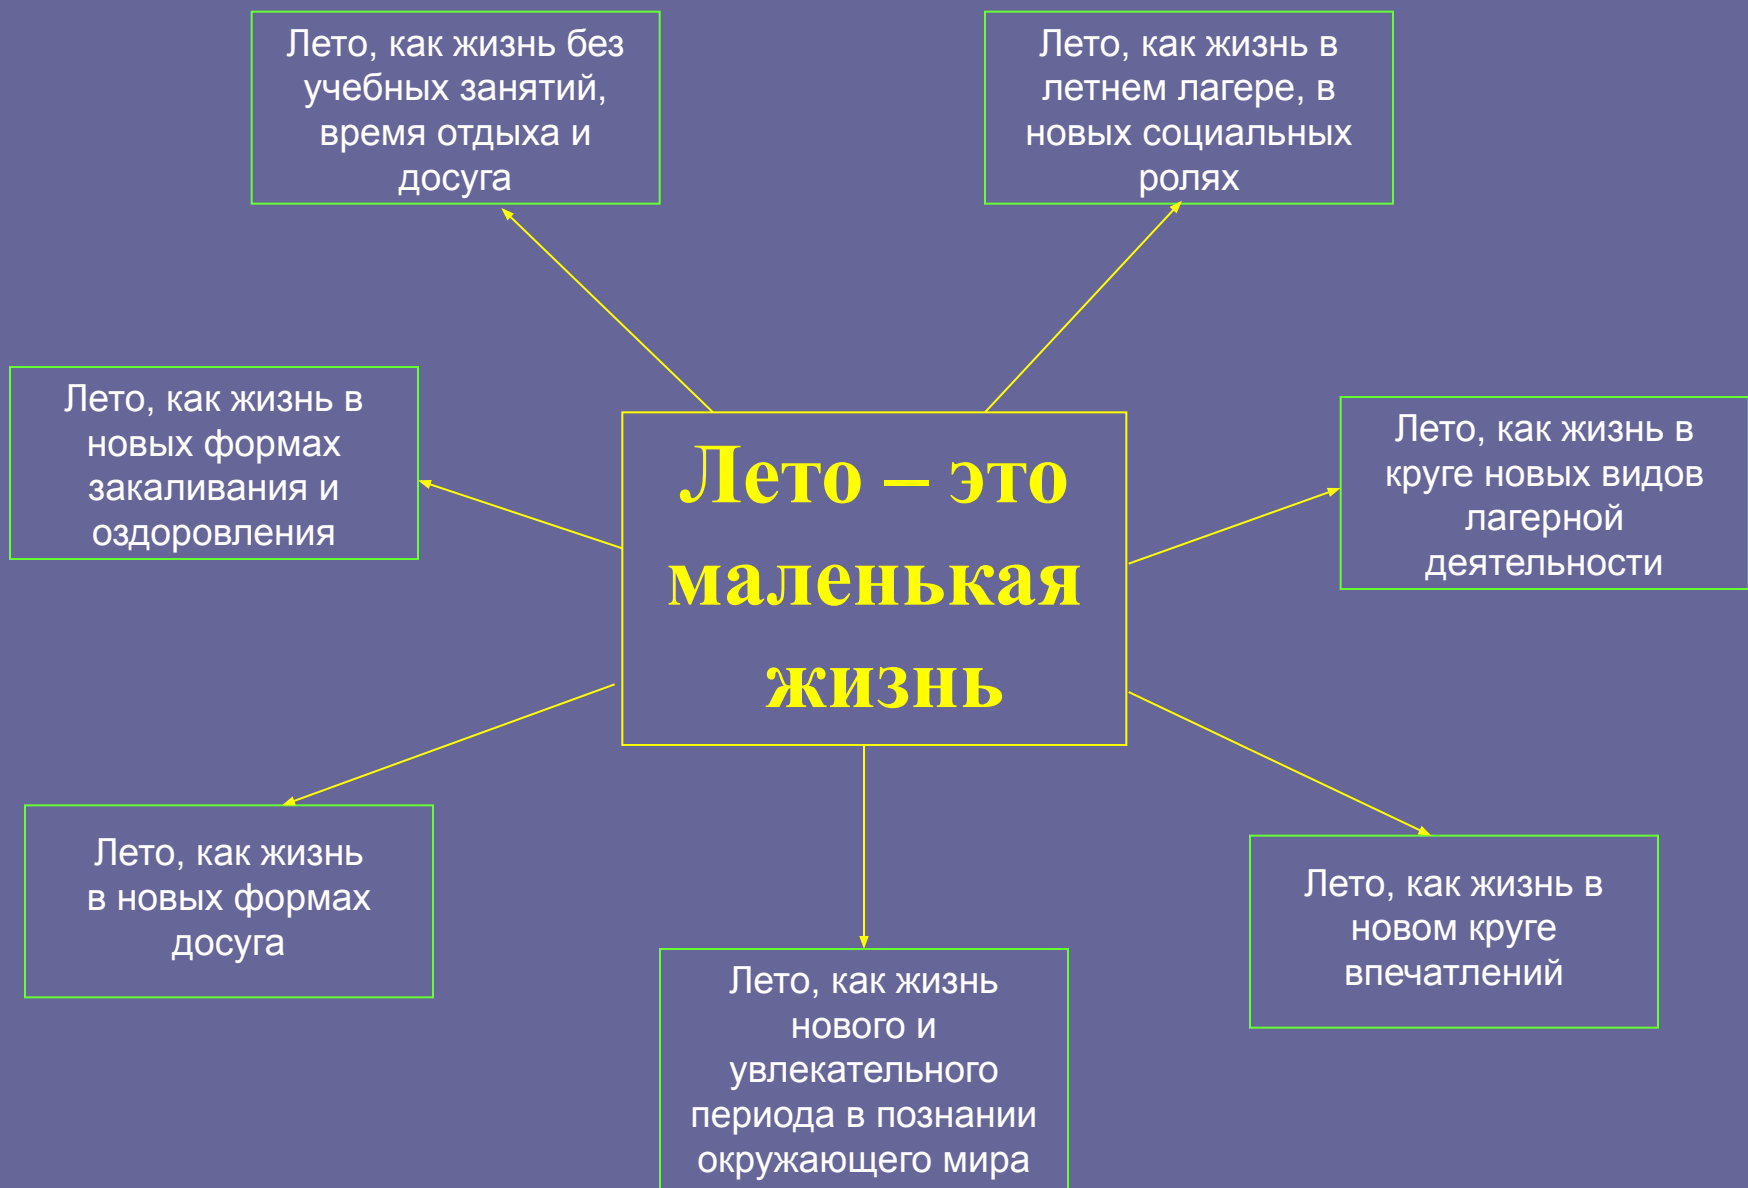 Лето, как жизнь без
учебных занятий,
время отдыха и
досуга
Лето, как жизнь в
летнем лагере, в
новых социальных
ролях
Лето, как жизнь в
новых формах
закаливания и
оздоровления
Лето – это
маленькая
жизнь
Лето, как жизнь в
круге новых видов
лагерной
деятельности
Лето, как жизнь
в новых формах
досуга
Лето, как жизнь
нового и
увлекательного
периода в познании
окружающего мира
Лето, как жизнь в
новом круге
впечатлений